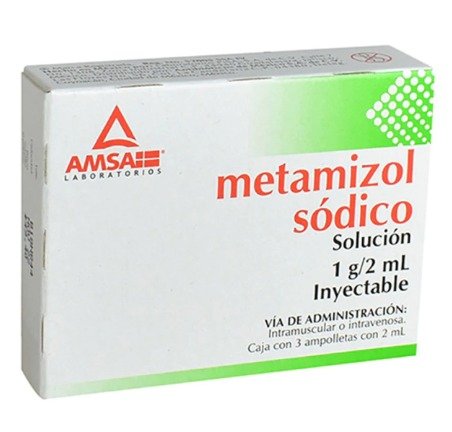 AMSA
LABORATORIOS
metamizol
sódico
Solución
1 g/2 mL
Inyectable
VÍA DE ADMINISTRACIÓN:
Intramuscular o intravenosa.
Caja con 3 ampolletas con 2 mL